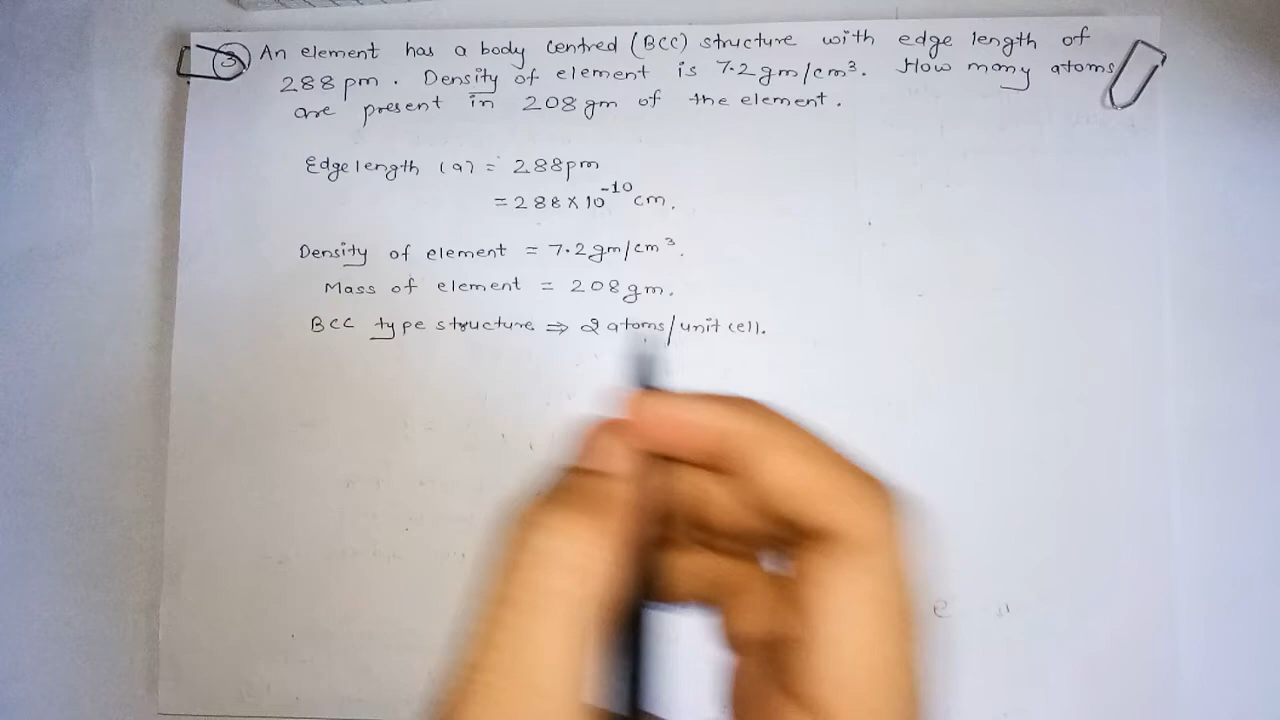 3 An element has a body centred (BCC) structure with edge length of
288 pm. Density of element is 7.2 gm/cm³. How many atoms
are present in 208 gm of the element.
Edge length (a) = 288 pm
= 288 × 10⁻¹⁰ cm.
Density of element = 7.2 gm/cm³.
Mass of element = 208 gm.
BCC type structure ⇒ 2 atoms/unit cell.